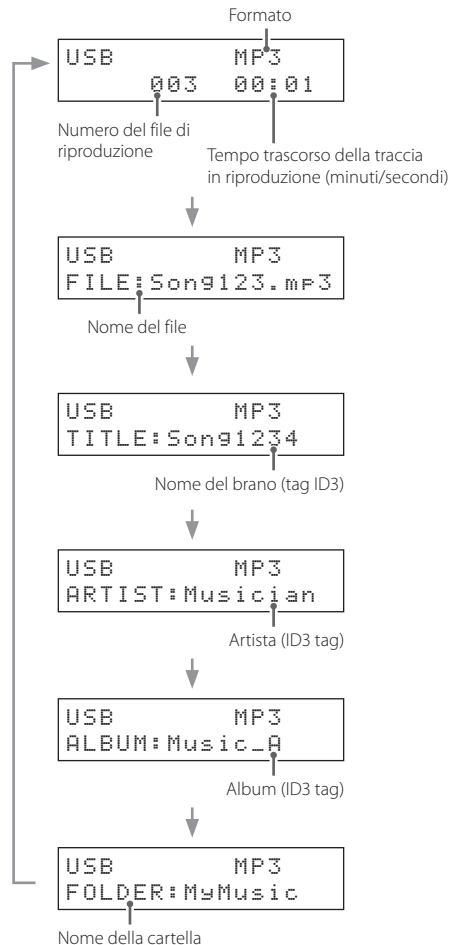 Formato
USB MP3
003 00:01
Numero del file di
riproduzione
Tempo trascorso della traccia
in riproduzione (minuti/secondi)
USB MP3
FILE:Song123.mp3
Nome del file
USB MP3
TITLE:Song1234
Nome del brano (tag ID3)
USB MP3
ARTIST:Musician
Artista (ID3 tag)
USB MP3
ALBUM:Music_A
Album (ID3 tag)
USB MP3
FOLDER:MyMusic
Nome della cartella